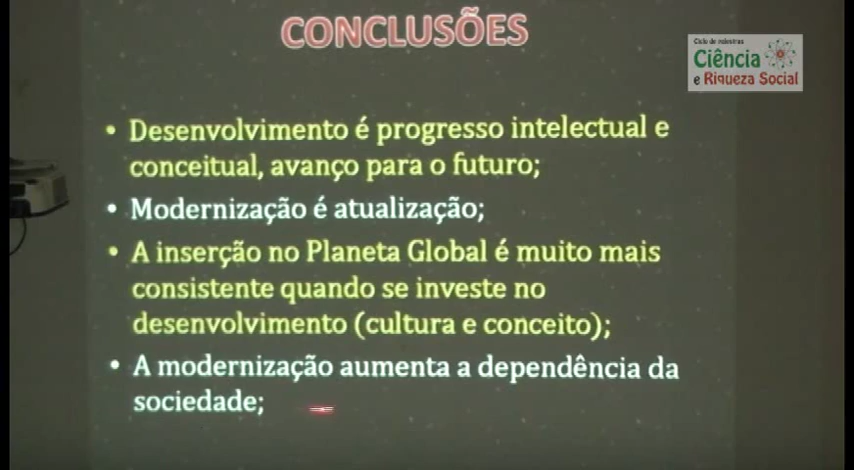 CONCLUSÕES
Ciclo de palestras
Ciência
e Riqueza Social
• Desenvolvimento é progresso intelectual e
conceitual, avanço para o futuro;
• Modernização é atualização;
• A inserção no Planeta Global é muito mais
consistente quando se investe no
desenvolvimento (cultura e conceito);
• A modernização aumenta a dependência da
sociedade;